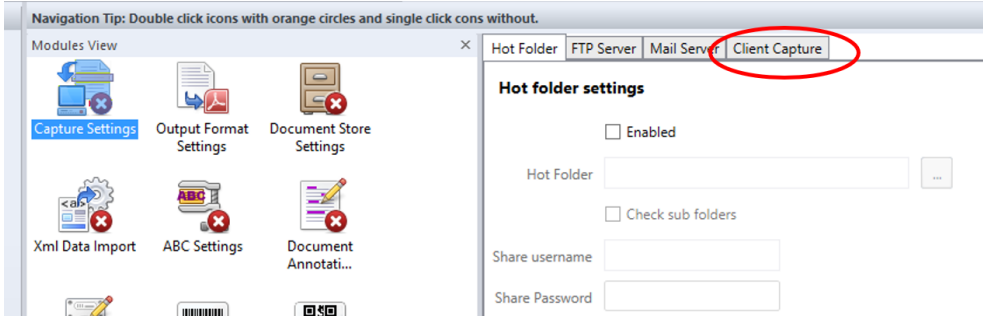 Navigation Tip: Double click icons with orange circles and single click cons without.
Modules View
Capture Settings
Output Format
Settings
Document Store
Settings
Xml Data Import
ABC
ABC Settings
Document
Annotati...
Hot Folder
FTP Server
Mail Server
Client Capture
Hot folder settings
Enabled
Hot Folder
...
Check sub folders
Share username
Share Password